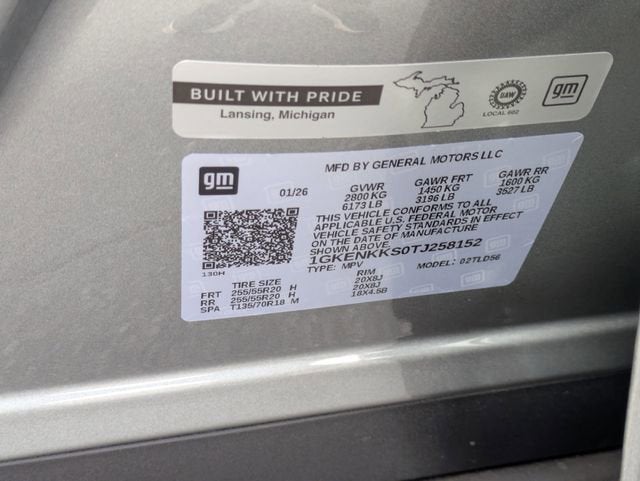 BUILT WITH PRIDE
Lansing, Michigan
UAW
LOCAL 602
gm
gm
MFD BY GENERAL MOTORS LLC
01/26
GVWR GAWR FRT GAWR RR
2800 KG 1450 KG 1600 KG
6173 LB 3196 LB 3527 LB
THIS VEHICLE CONFORMS TO ALL
APPLICABLE U.S. FEDERAL MOTOR
VEHICLE SAFETY STANDARDS IN EFFECT
ON THE DATE OF MANUFACTURE
SHOWN ABOVE.
1GKENKKS0TJ258152
TYPE: MPV MODEL: 02TLD56
130H
TIRE SIZE RIM
FRT 255/55R20 H 20X8J
RR 255/55R20 H 20X8J
SPA T135/70R18 M 18X4.5B